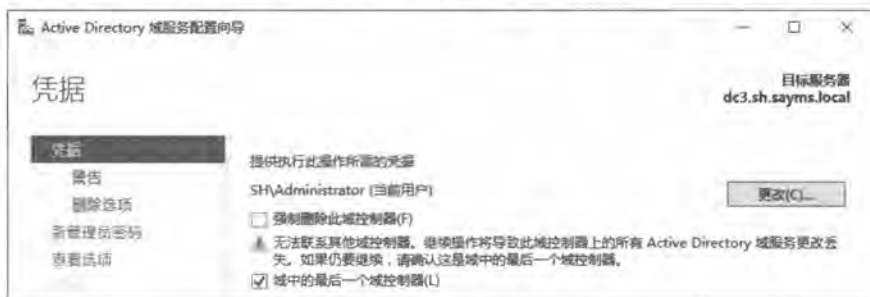 Active Directory 域服务配置向导
凭据
目标服务器
dc3.sh.sayms.local
凭据
警告
删除选项
新管理员密码
查看选项
提供执行此操作所需的凭据
SH\Administrator (当前用户)
更改(C)...
强制删除此域控制器(F)
无法联系其他域控制器。继续操作将导致此域控制器上的所有 Active Directory 域服务更改丢
失。如果仍要继续，请确认这是域中的最后一个域控制器。
域中的最后一个域控制器(L)